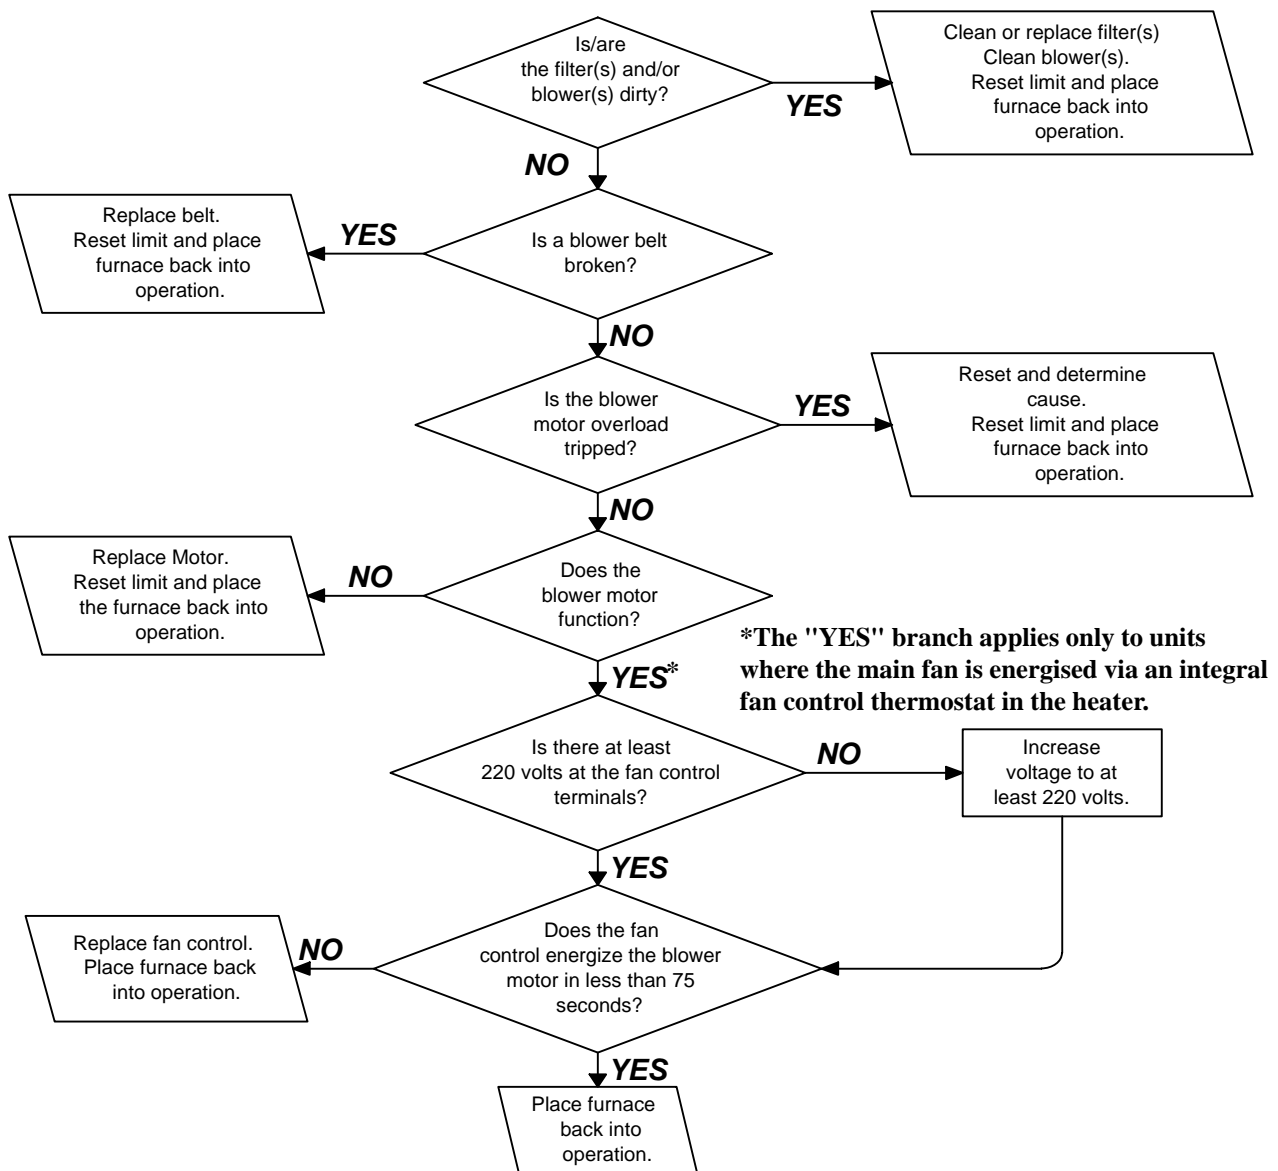 Is/are
the filter(s) and/or
blower(s) dirty?
YES
Clean or replace filter(s)
Clean blower(s).
Reset limit and place
furnace back into
operation.
NO
Is a blower belt
broken?
YES
Replace belt.
Reset limit and place
furnace back into
operation.
NO
Is the blower
motor overload
tripped?
YES
Reset and determine
cause.
Reset limit and place
furnace back into
operation.
NO
Does the
blower motor
function?
NO
Replace Motor.
Reset limit and place
the furnace back into
operation.
YES*
*The "YES" branch applies only to units
where the main fan is energised via an integral
fan control thermostat in the heater.
Is there at least
220 volts at the fan control
terminals?
NO
Increase
voltage to at
least 220 volts.
YES
Does the fan
control energize the blower
motor in less than 75
seconds?
NO
Replace fan control.
Place furnace back
into operation.
YES
Place furnace
back into
operation.